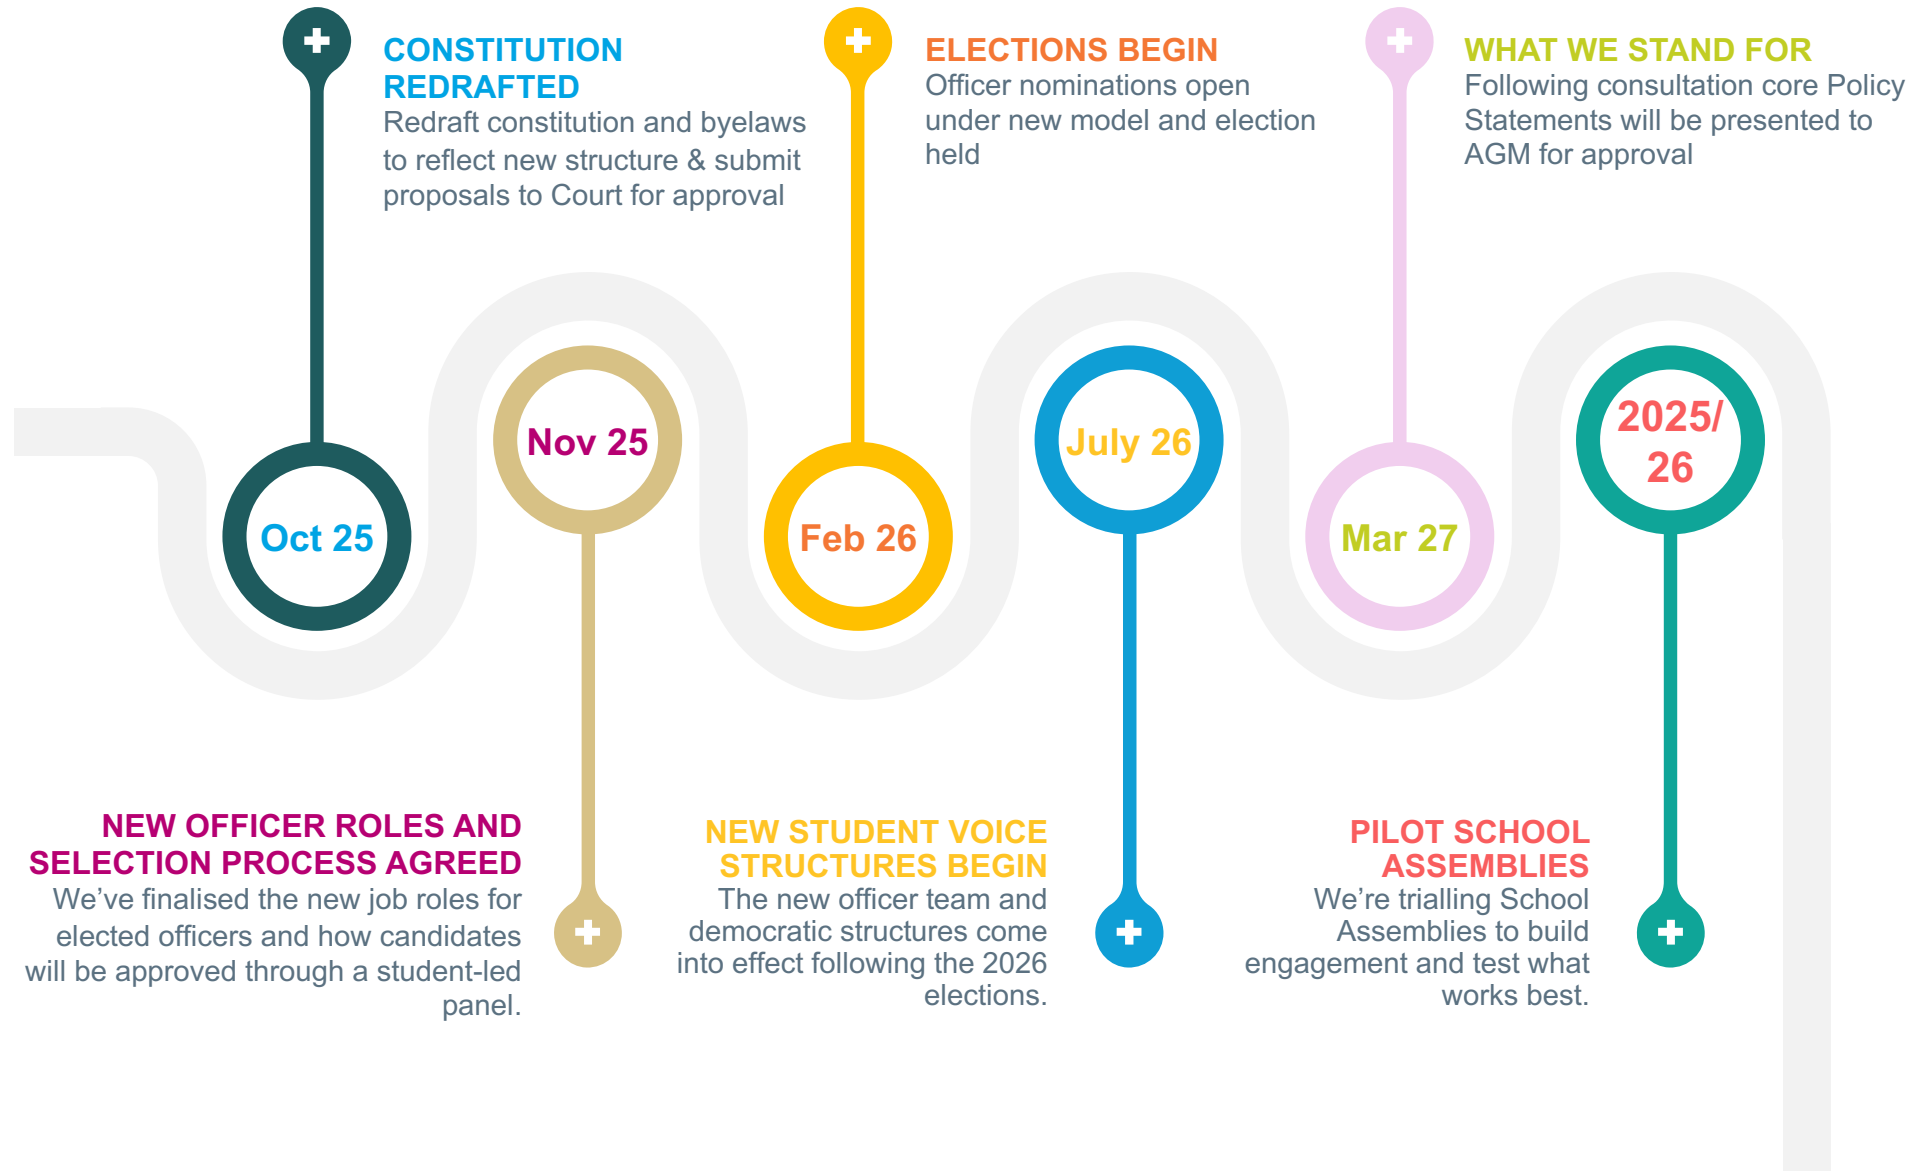 CONSTITUTION
REDRAFTED
Redraft constitution and byelaws
to reflect new structure & submit
proposals to Court for approval
ELECTIONS BEGIN
Officer nominations open
under new model and election
held
WHAT WE STAND FOR
Following consultation core Policy
Statements will be presented to
AGM for approval
Oct 25
Nov 25
Feb 26
July 26
Mar 27
2025/
26
NEW OFFICER ROLES AND
SELECTION PROCESS AGREED
We’ve finalised the new job roles for
elected officers and how candidates
will be approved through a student-led
panel.
NEW STUDENT VOICE
STRUCTURES BEGIN
The new officer team and
democratic structures come
into effect following the 2026
elections.
PILOT SCHOOL
ASSEMBLIES
We’re trialling School
Assemblies to build
engagement and test what
works best.